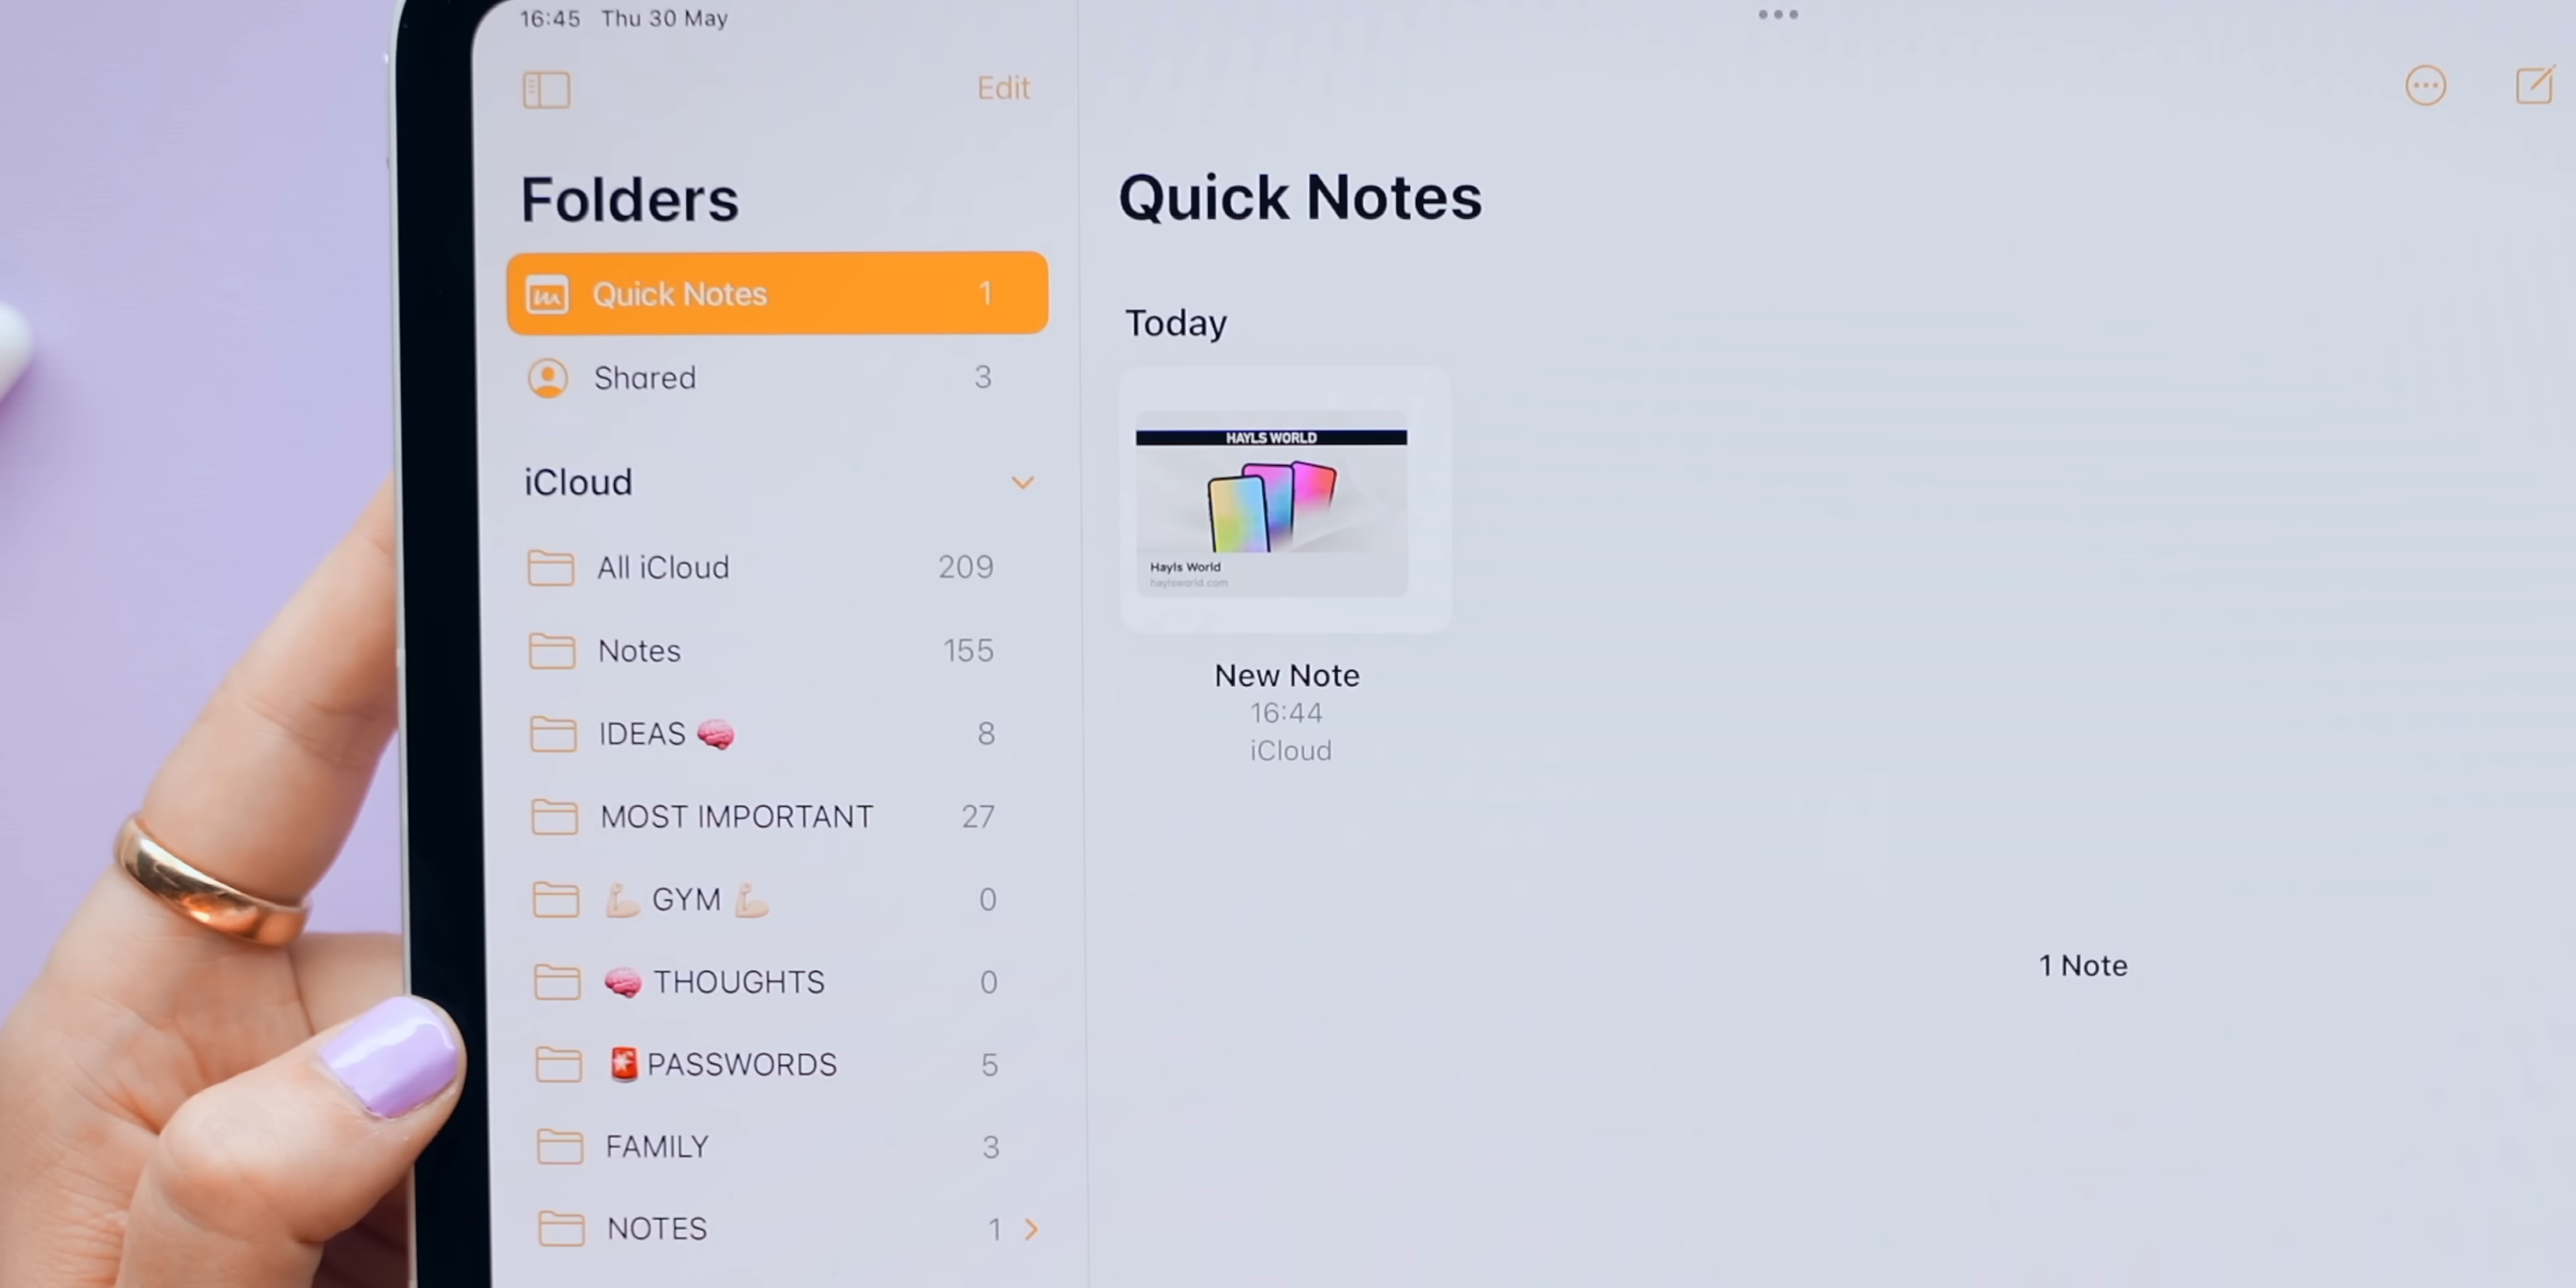 16:45 Thu 30 May
Edit
Folders
Quick Notes 1
Shared 3
iCloud
All iCloud 209
Notes 155
IDEAS 🧠 8
MOST IMPORTANT 27
💪🏻 GYM 💪🏻 0
🧠 THOUGHTS 0
🚨 PASSWORDS 5
FAMILY 3
NOTES 1
Quick Notes
Today
HAYLS WORLD
Hayls World
haylsworld.com
New Note
16:44
iCloud
1 Note